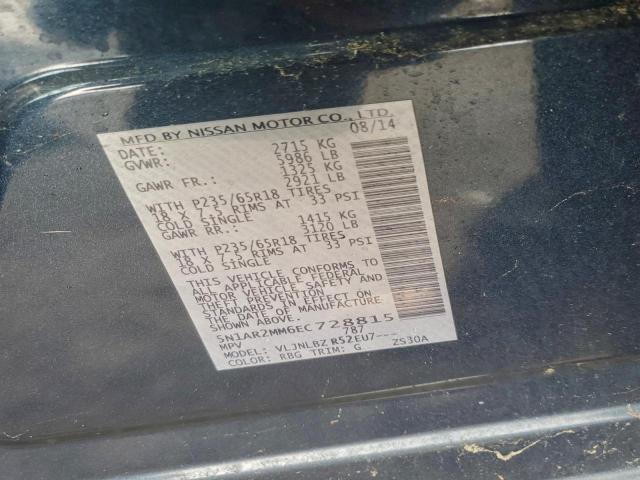 MFD BY NISSAN MOTOR CO., LTD.
DATE: 08/14
GVWR: 2715 KG
5986 LB
GAWR FR.: 1325 KG
2921 LB
WITH P235/65R18 TIRES
18 X 7.5 RIMS AT 33 PSI
COLD SINGLE
GAWR RR.: 1415 KG
3120 LB
WITH P235/65R18 TIRES
18 X 7.5 RIMS AT 33 PSI
COLD SINGLE
THIS VEHICLE CONFORMS TO
ALL APPLICABLE FEDERAL
MOTOR VEHICLE SAFETY AND
THEFT PREVENTION
STANDARDS IN EFFECT ON
THE DATE OF MANUFACTURE
SHOWN ABOVE.
5N1AR2MM6EC728815
MPV 787
MODEL: VLJNLBZ R52EU7---
COLOR: RBG TRIM: G ZS30A